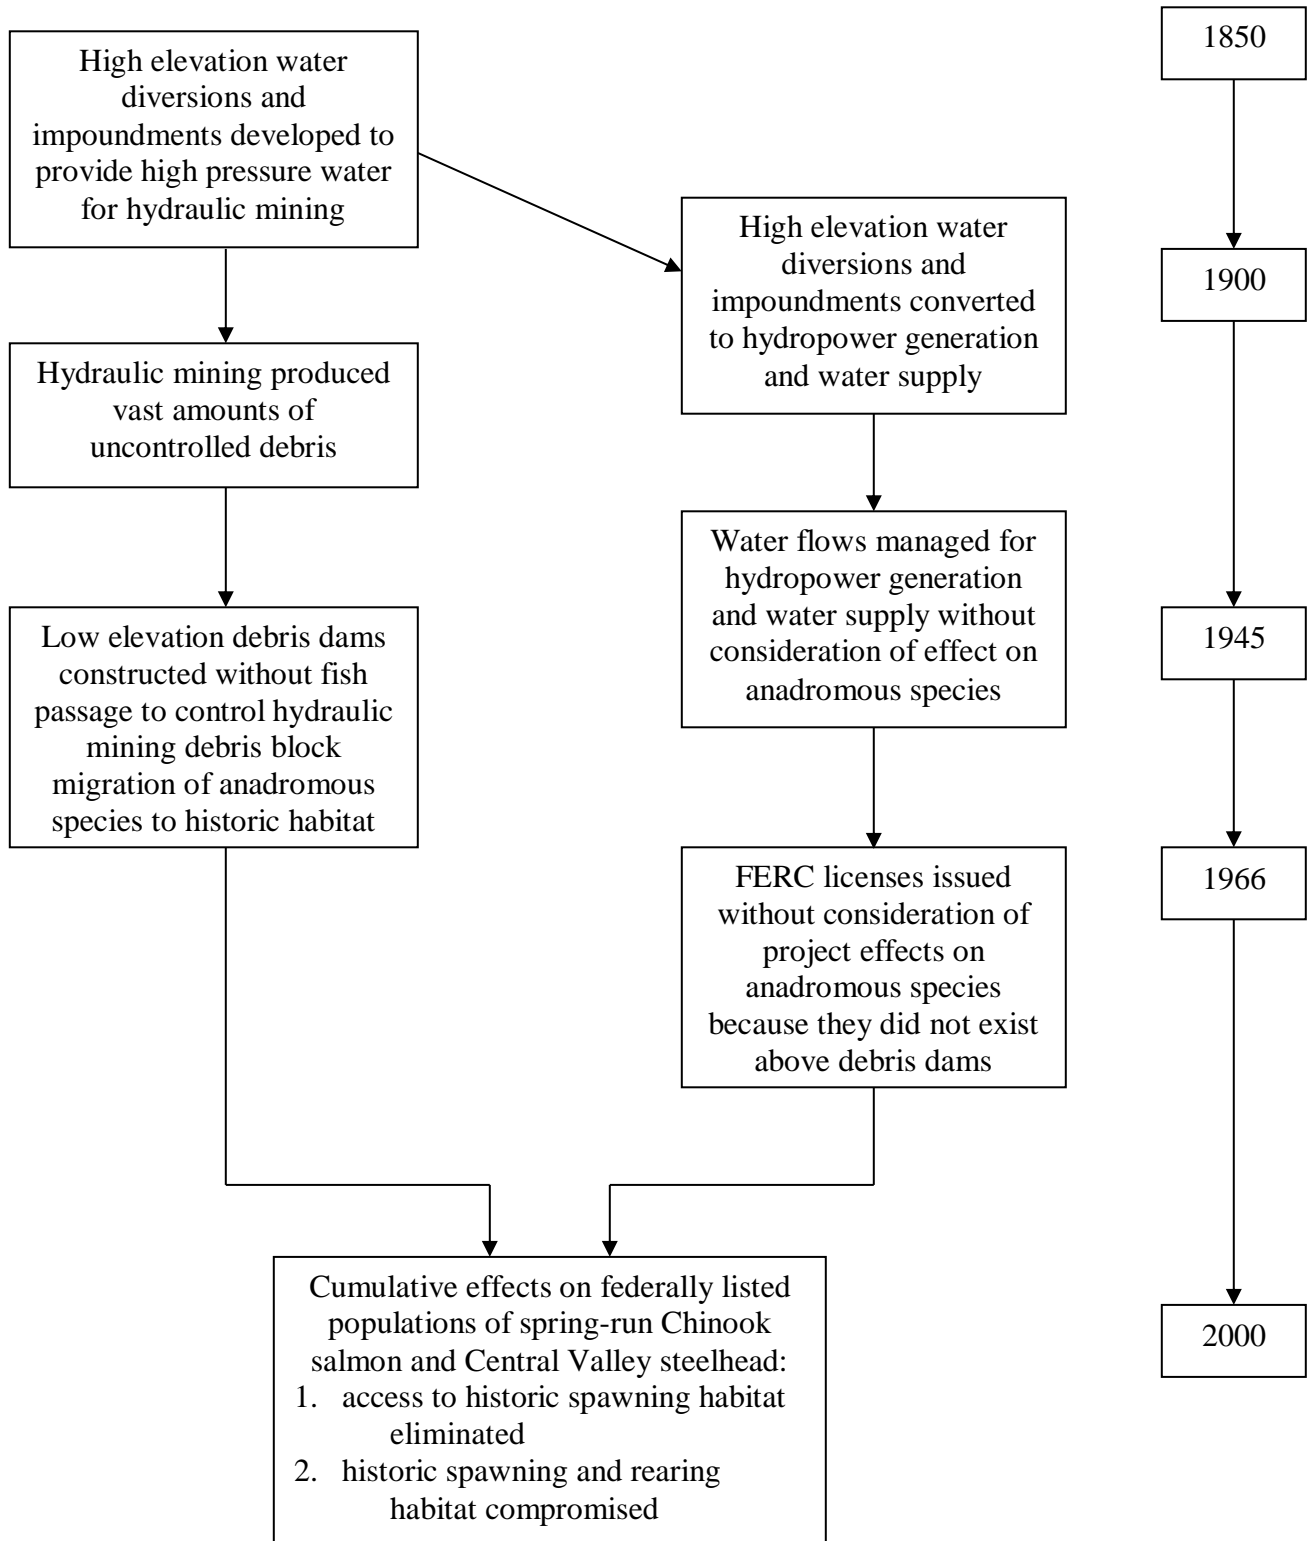 High elevation water
diversions and
impoundments developed to
provide high pressure water
for hydraulic mining
Hydraulic mining produced
vast amounts of
uncontrolled debris
Low elevation debris dams
constructed without fish
passage to control hydraulic
mining debris block
migration of anadromous
species to historic habitat
High elevation water
diversions and
impoundments converted
to hydropower generation
and water supply
Water flows managed for
hydropower generation
and water supply without
consideration of effect on
anadromous species
FERC licenses issued
without consideration of
project effects on
anadromous species
because they did not exist
above debris dams
Cumulative effects on federally listed
populations of spring-run Chinook
salmon and Central Valley steelhead:
1. access to historic spawning habitat
eliminated
2. historic spawning and rearing
habitat compromised
1850
1900
1945
1966
2000